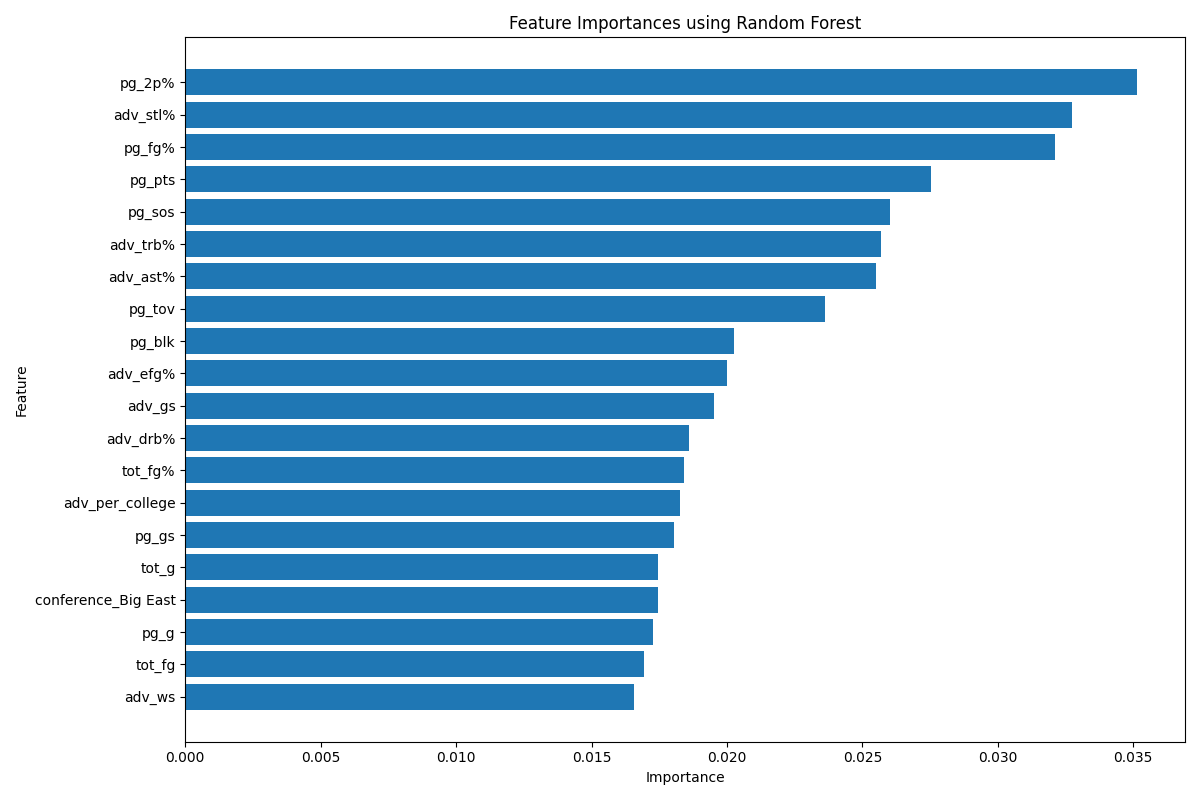 Feature Importances using Random Forest
pg_2p%
adv_stl%
pg_fg%
pg_pts
pg_sos
adv_trb%
adv_ast%
pg_tov
pg_blk
adv_efg%
adv_gs
adv_drb%
tot_fg%
adv_per_college
pg_gs
tot_g
conference_Big East
pg_g
tot_fg
adv_ws
Feature
0.000 0.005 0.010 0.015 0.020 0.025 0.030 0.035
Importance